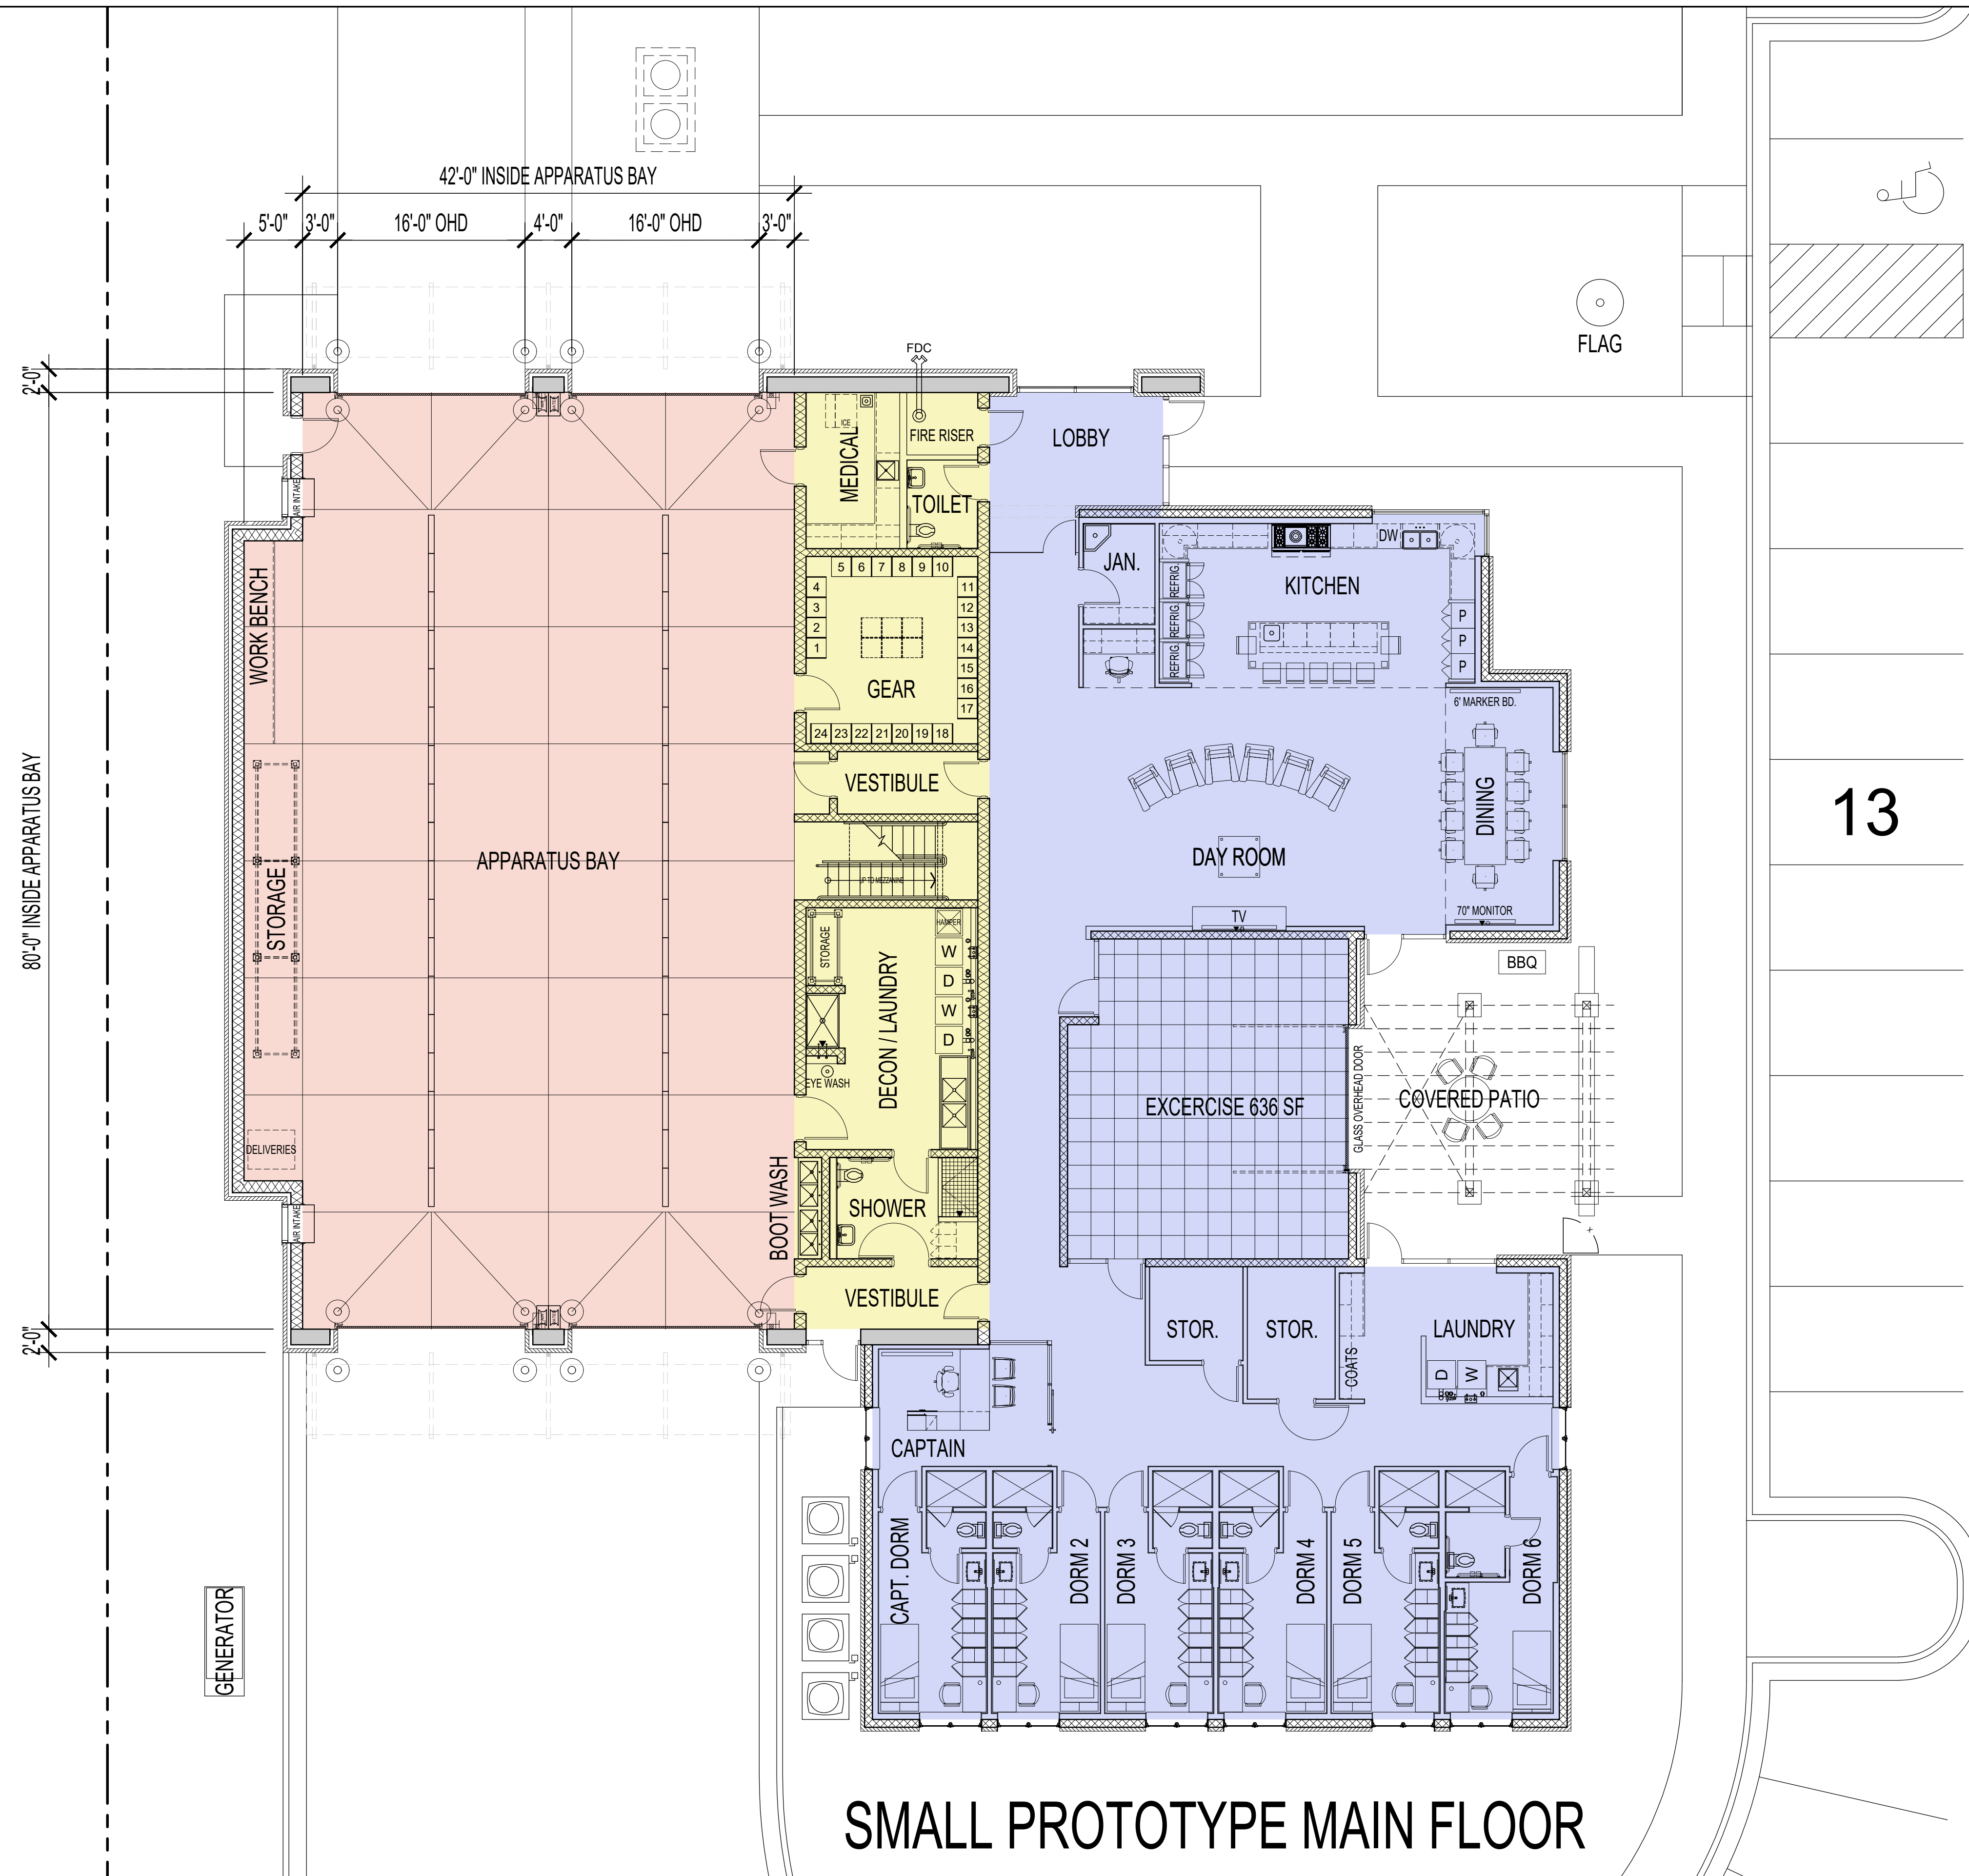 42'-0" INSIDE APPARATUS BAY
5'-0"
3'-0"
16'-0" OHD
4'-0"
16'-0" OHD
3'-0"
FLAG
FDC
2'-0"
80'-0" INSIDE APPARATUS BAY
2'-0"
ICE
MEDICAL
FIRE RISER
LOBBY
TOILET
AIR INTAKE
DW
JAN.
KITCHEN
REFRIG.
REFRIG.
REFRIG.
P
P
P
WORK BENCH
5 6 7 8 9 10
4
3
2
1
11
12
13
14
15
16
17
GEAR
24 23 22 21 20 19 18
6' MARKER BD.
VESTIBULE
DINING
13
DAY ROOM
APPARATUS BAY
UP TO MEZZANINE
STORAGE
70" MONITOR
TV
HAMPER
STORAGE
W
D
W
D
DECON / LAUNDRY
BBQ
EYE WASH
EXCERCISE 636 SF
GLASS OVERHEAD DOOR
COVERED PATIO
DELIVERIES
BOOT WASH
SHOWER
AIR INTAKE
VESTIBULE
STOR.
STOR.
COATS
LAUNDRY
D
W
CAPTAIN
CAPT. DORM
DORM 2
DORM 3
DORM 4
DORM 5
DORM 6
GENERATOR
SMALL PROTOTYPE MAIN FLOOR